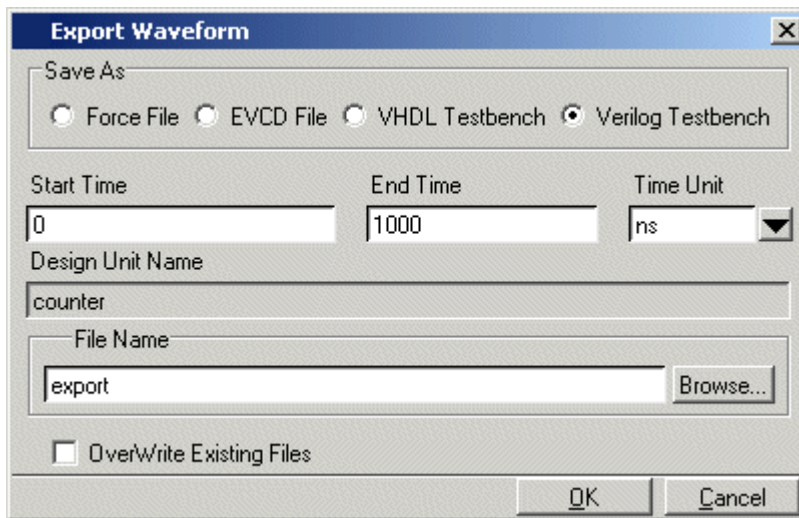 Export Waveform
Save As
Force File EVCD File VHDL Testbench Verilog Testbench
Start Time End Time Time Unit
0 1000 ns
Design Unit Name
counter
File Name
export Browse...
OverWrite Existing Files
OK Cancel